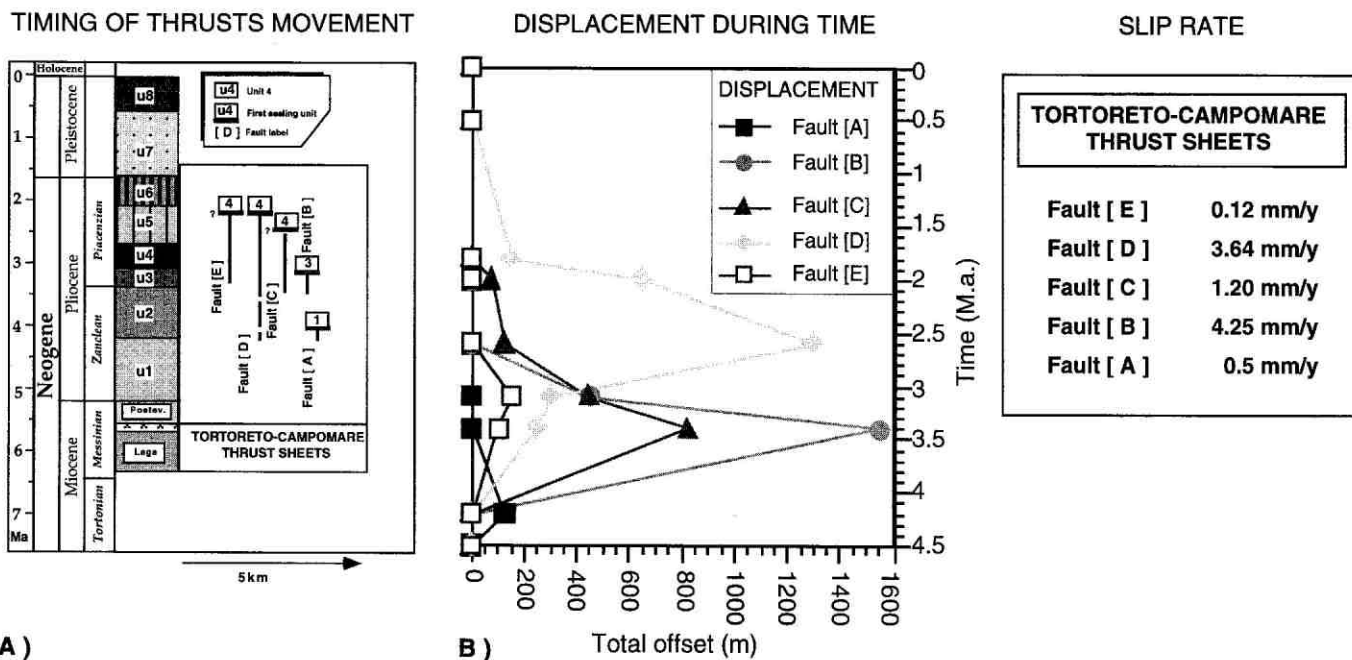 TIMING OF THRUSTS MOVEMENT
DISPLACEMENT DURING TIME
SLIP RATE
Holocene
Pleistocene
Neogene
Pliocene
Miocene
Piacenzian
Zanclean
Messinian
Tortonian
0
1
2
3
4
5
6
7
Ma
u8
u7
u6
u5
u4
u3
u2
u1
Postev.
Laga
u4 Unit 4
u4 First sealing unit
[ D ] Fault label
4
4
4
3
1
?
?
Fault [E]
Fault [ D ]
Fault [C]
Fault [B]
Fault [ A ]
TORTORETO-CAMPOMARE
THRUST SHEETS
5km
A )
DISPLACEMENT
Fault [A]
Fault [B]
Fault [C]
Fault [D]
Fault [E]
0
0.5
1
1.5
2
2.5
3
3.5
4
4.5
Time (M.a.)
0
200
400
600
800
1000
1200
1400
1600
Total offset (m)
B )
TORTORETO-CAMPOMARE
THRUST SHEETS
Fault [ E ] 0.12 mm/y
Fault [ D ] 3.64 mm/y
Fault [ C ] 1.20 mm/y
Fault [ B ] 4.25 mm/y
Fault [ A ] 0.5 mm/y